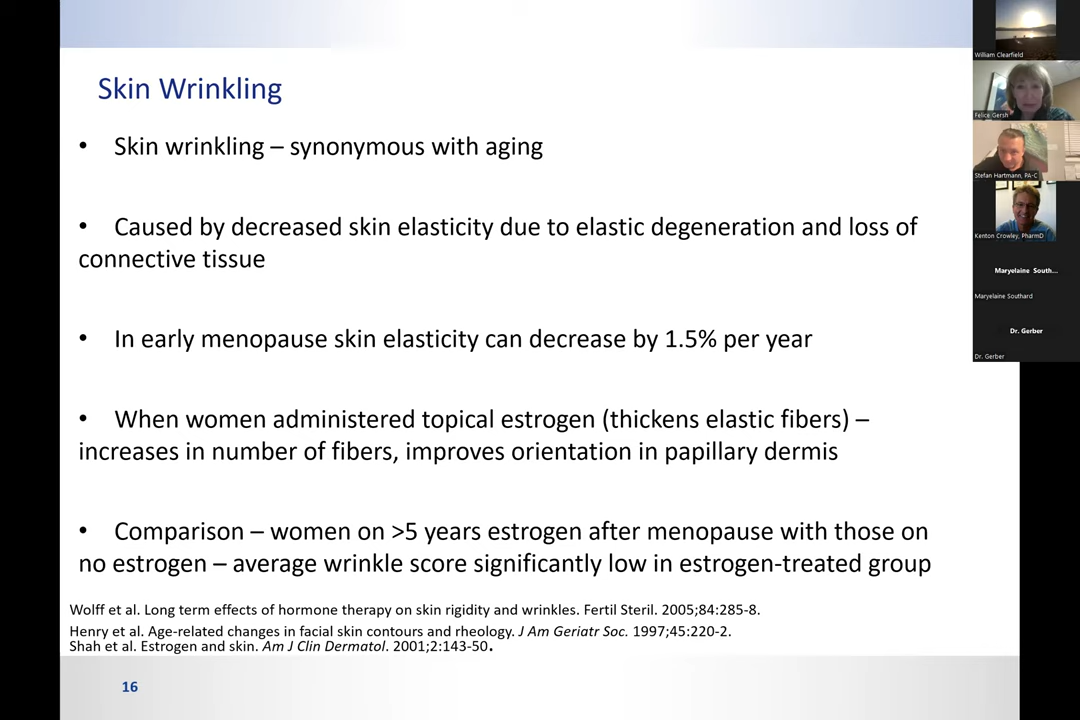 Skin Wrinkling
• Skin wrinkling – synonymous with aging
• Caused by decreased skin elasticity due to elastic degeneration and loss of
connective tissue
• In early menopause skin elasticity can decrease by 1.5% per year
• When women administered topical estrogen (thickens elastic fibers) –
increases in number of fibers, improves orientation in papillary dermis
• Comparison – women on >5 years estrogen after menopause with those on
no estrogen – average wrinkle score significantly low in estrogen-treated group
Wolff et al. Long term effects of hormone therapy on skin rigidity and wrinkles. Fertil Steril. 2005;84:285-8.
Henry et al. Age-related changes in facial skin contours and rheology. J Am Geriatr Soc. 1997;45:220-2.
Shah et al. Estrogen and skin. Am J Clin Dermatol. 2001;2:143-50.
16
William Clearfield
Felice Gersh
Stefan Hartmann, PA-C
Kenton Crowley, PharmD
Maryelaine South...
Maryelaine Southard
Dr. Gerber
Dr. Gerber